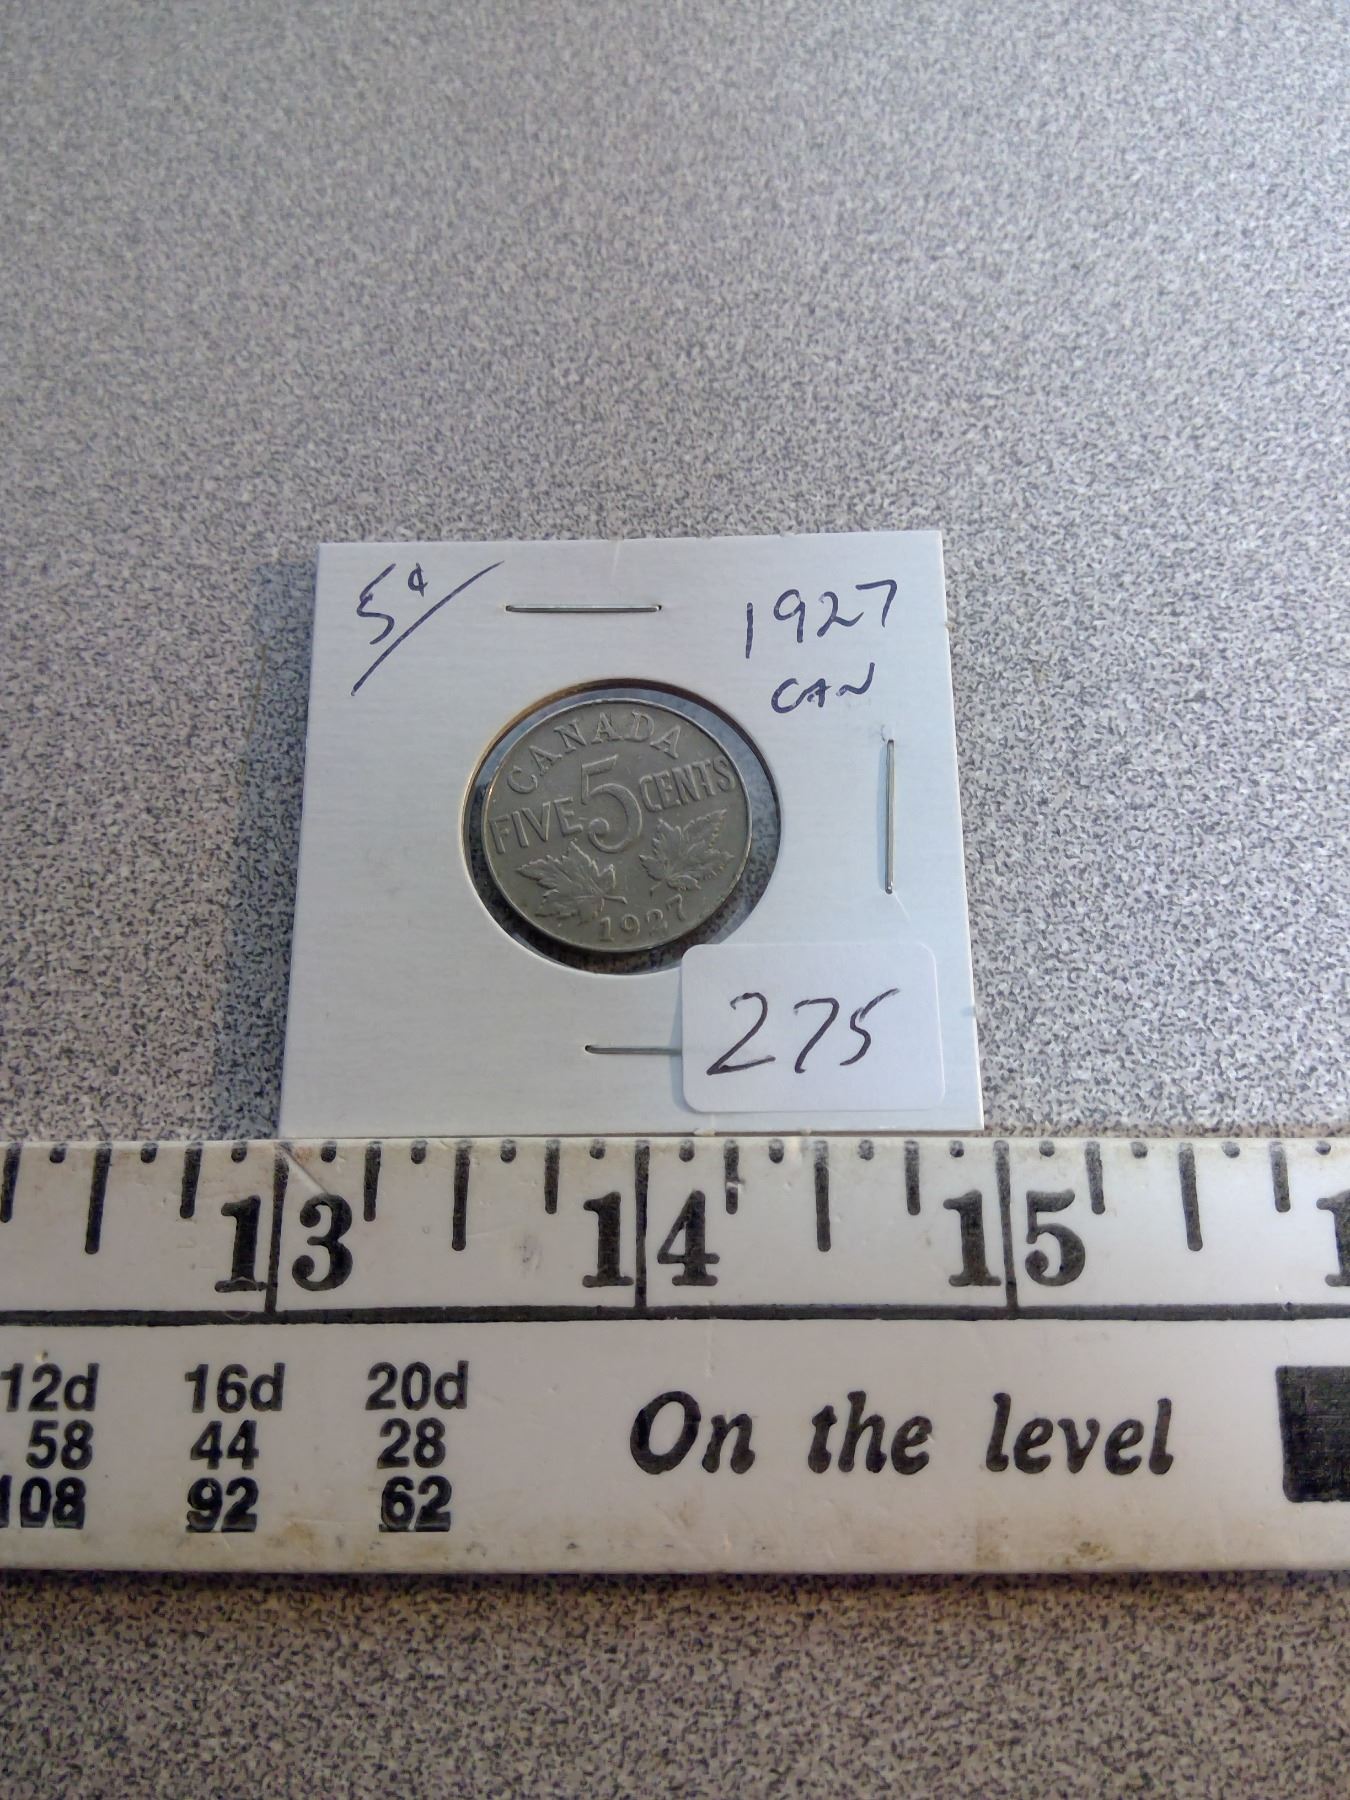 5¢
1927
CAN
CANADA
FIVE 5 CENTS
1927
275
13 14 15
12d 16d 20d
58 44 28
108 92 62
On the level